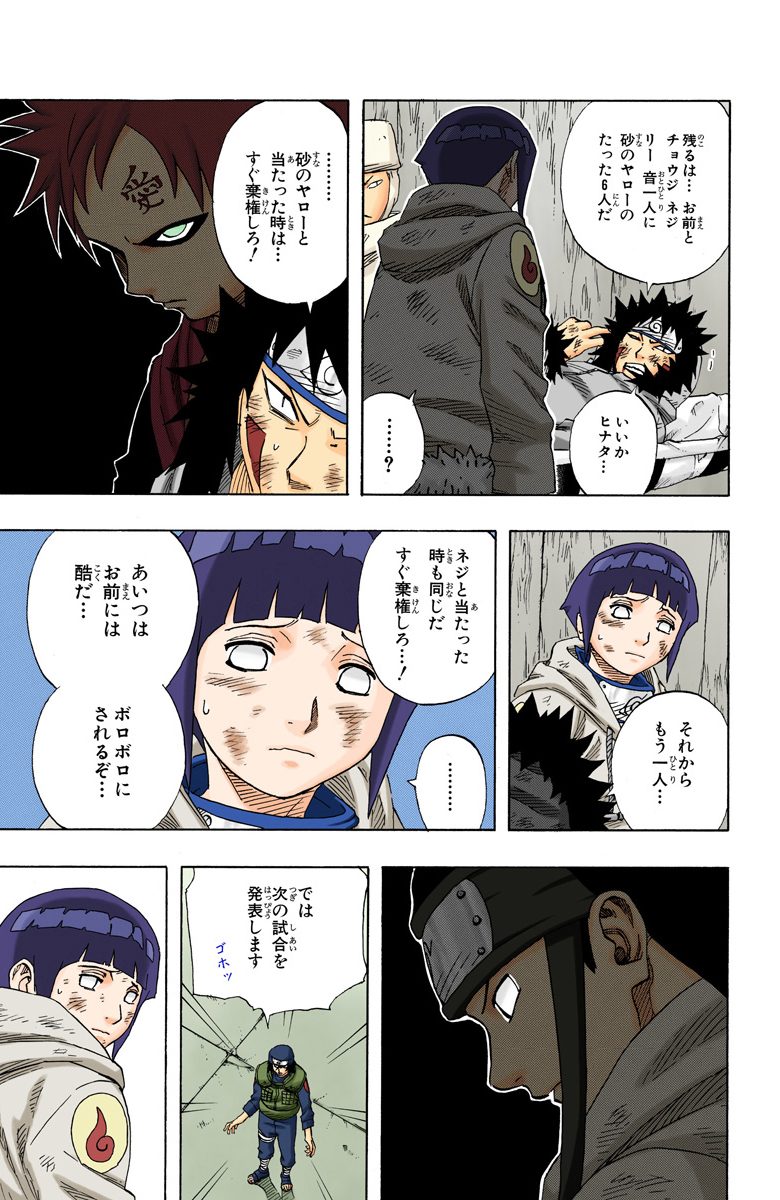 残るは…お前と
チョウジ ネジ
リー 音一人に
砂のヤローの
たった6人だ
いいか
ヒナタ…
……？
…………
砂のヤローと
当たった時は…
すぐ棄権しろ！
愛
それから
もう一人…
ネジと当たった
時も同じだ
すぐ棄権しろ…！
………
あいつは
お前には
酷だ…
ボロボロに
されるぞ…
では
次の試合を
発表します
ゴホッ